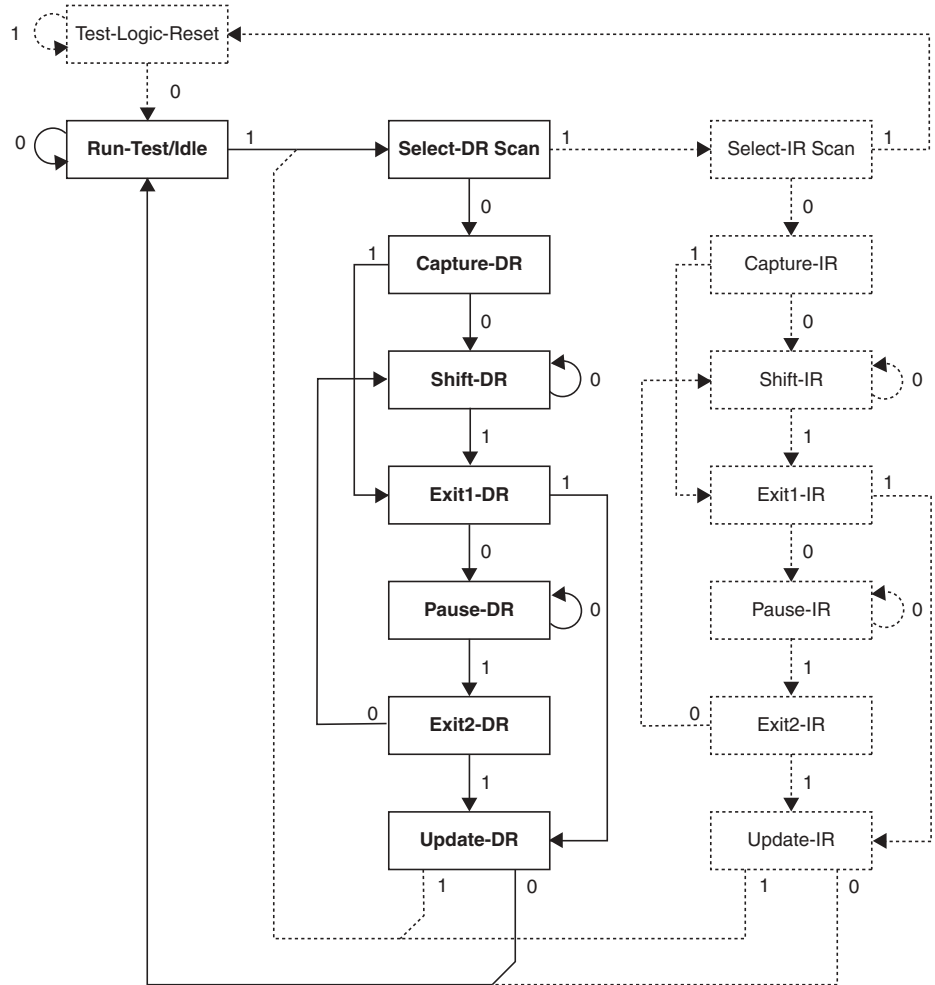 1
Test-Logic-Reset
0
0
Run-Test/Idle
1
Select-DR Scan
1
Select-IR Scan
1
0
0
1
Capture-DR
1
Capture-IR
0
0
Shift-DR
0
Shift-IR
0
1
1
Exit1-DR
1
Exit1-IR
1
0
0
Pause-DR
0
Pause-IR
0
1
1
0
Exit2-DR
0
Exit2-IR
1
1
Update-DR
Update-IR
1
0
1
0